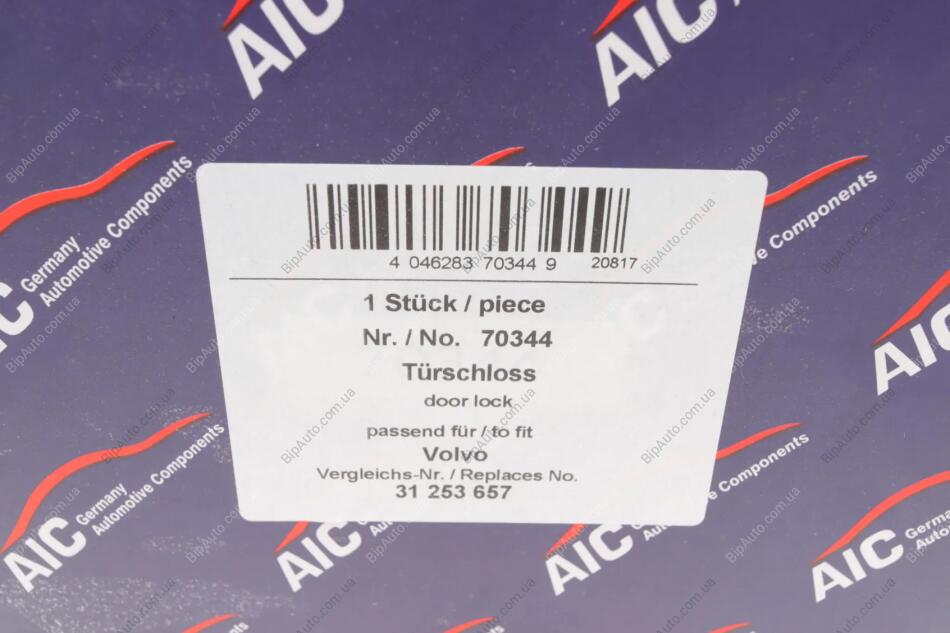 AIC
AIC
AIC Germany
Automotive Components
Automotive Components
4 046283 70344 9 20817
1 Stück / piece
Nr. / No. 70344
Türschloss
door lock
passend für / to fit
Volvo
Vergleichs-Nr. / Replaces No.
31 253 657
AIC
AIC Germany
Automotive Components
AIC
AIC
Automotive Components
AIC Germany
BipAuto.com.ua